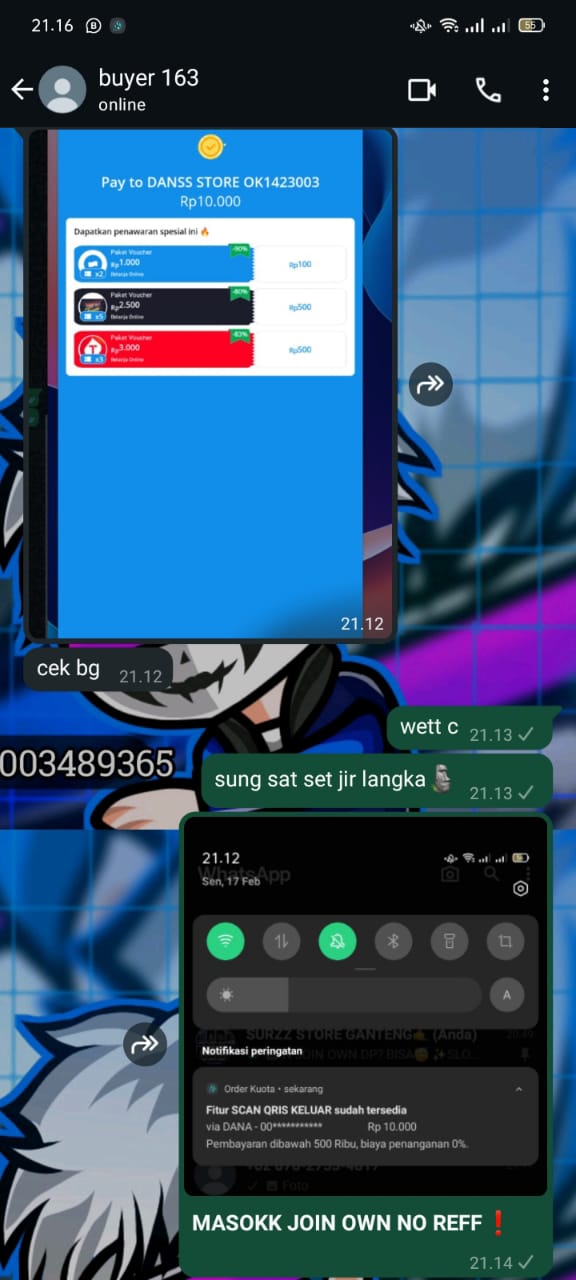 21.16
55
buyer 163
online
Pay to DANSS STORE OK1423003
Rp10.000
Dapatkan penawaran spesial ini 🔥
Paket Voucher
-90%
Rp1.000
Rp100
x2
Belanja Online
Paket Voucher
-80%
Rp2.500
Rp500
x5
Belanja Online
Paket Voucher
-83%
Rp3.000
Rp500
x3
Belanja Online
21.12
cek bg 21.12
wett c 21.13
003489365
sung sat set jir langka🗿 21.13
21.12
WhatsApp
Sen, 17 Feb
A
SURZZ STORE GANTENG (Anda)
Notifikasi peringatan
JOIN OWN DP? BISA
Order Kuota • sekarang
Fitur SCAN QRIS KELUAR sudah tersedia
via DANA - 00*********** Rp 10.000
Pembayaran dibawah 500 Ribu, biaya penanganan 0%.
Foto
MASOKK JOIN OWN NO REFF❗
21.14